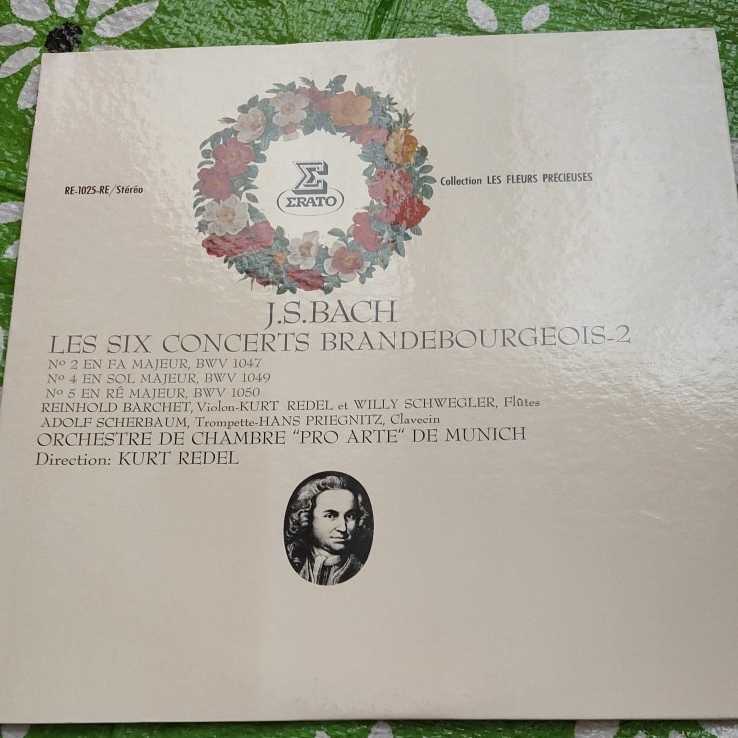 RE-1025-RE/Stéréo
Σ
ΣRATO
Collection LES FLEURS PRÉCIEUSES
J.S.BACH
LES SIX CONCERTS BRANDEBOURGEOIS-2
Nº 2 EN FA MAJEUR, BWV 1047
Nº 4 EN SOL MAJEUR, BWV 1049
Nº 5 EN RÉ MAJEUR, BWV 1050
REINHOLD BARCHET, Violon-KURT REDEL et WILLY SCHWEGLER, Flûtes
ADOLF SCHERBAUM, Trompette-HANS PRIEGNITZ, Clavecin
ORCHESTRE DE CHAMBRE "PRO ARTE" DE MUNICH
Direction: KURT REDEL